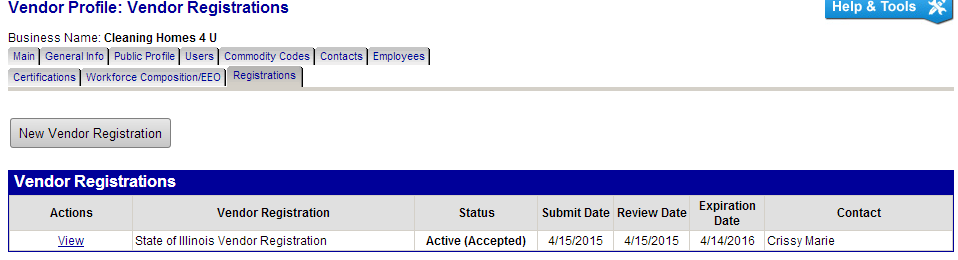 Vendor Profile: Vendor Registrations
Help & Tools
Business Name: Cleaning Homes 4 U
Main General Info Public Profile Users Commodity Codes Contacts Employees
Certifications Workforce Composition/EEO Registrations
New Vendor Registration
Vendor Registrations
Actions Vendor Registration Status Submit Date Review Date Expiration Date Contact
View State of Illinois Vendor Registration Active (Accepted) 4/15/2015 4/15/2015 4/14/2016 Crissy Marie